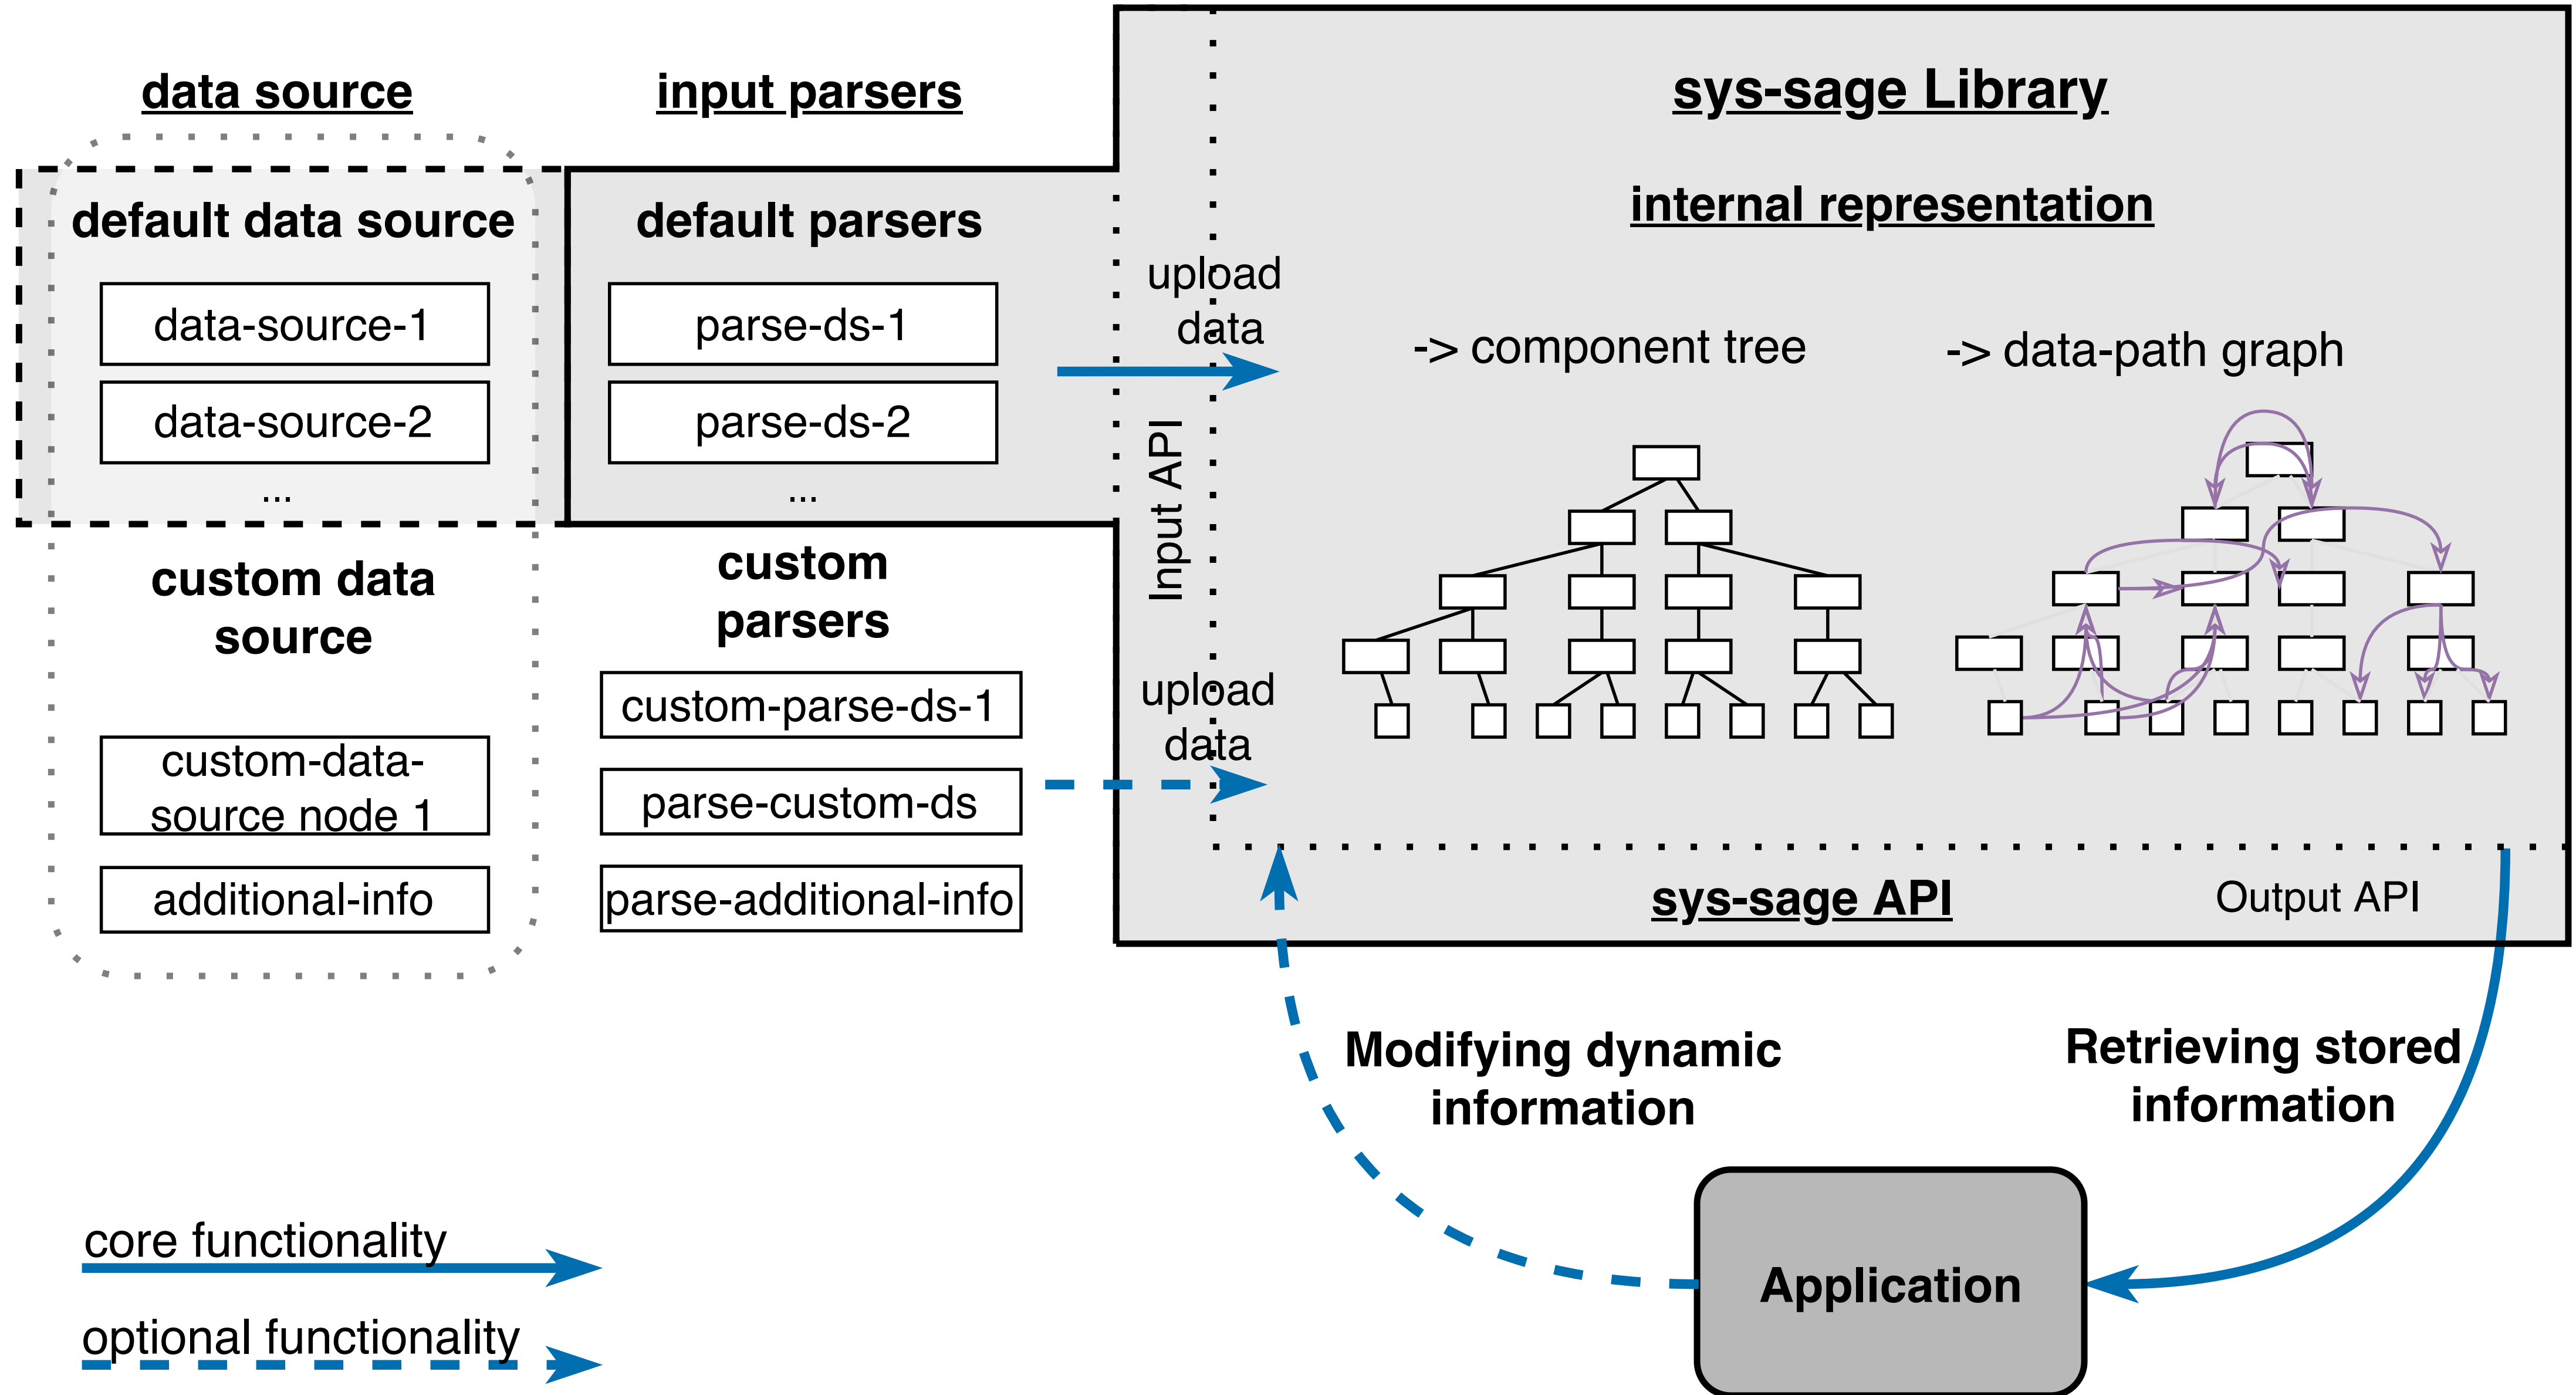 data source
input parsers
sys-sage Library
internal representation
default data source
data-source-1
data-source-2
...
default parsers
parse-ds-1
parse-ds-2
...
upload
data
Input API
-> component tree
-> data-path graph
custom data
source
custom-data-
source node 1
additional-info
custom
parsers
custom-parse-ds-1
parse-custom-ds
parse-additional-info
upload
data
sys-sage API
Output API
Modifying dynamic
information
Retrieving stored
information
Application
core functionality
optional functionality